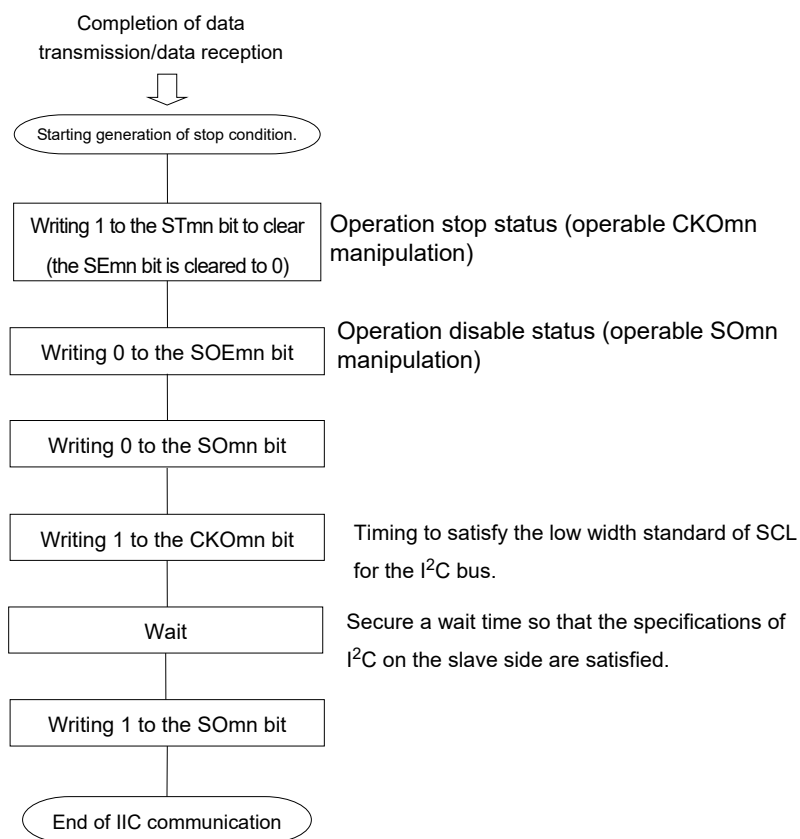 Completion of data
transmission/data reception
Starting generation of stop condition.
Writing 1 to the STmn bit to clear
(the SEmn bit is cleared to 0)
Operation stop status (operable CKOmn
manipulation)
Writing 0 to the SOEmn bit
Operation disable status (operable SOmn
manipulation)
Writing 0 to the SOmn bit
Writing 1 to the CKOmn bit
Timing to satisfy the low width standard of SCL
for the I²C bus.
Wait
Secure a wait time so that the specifications of
I²C on the slave side are satisfied.
Writing 1 to the SOmn bit
End of IIC communication